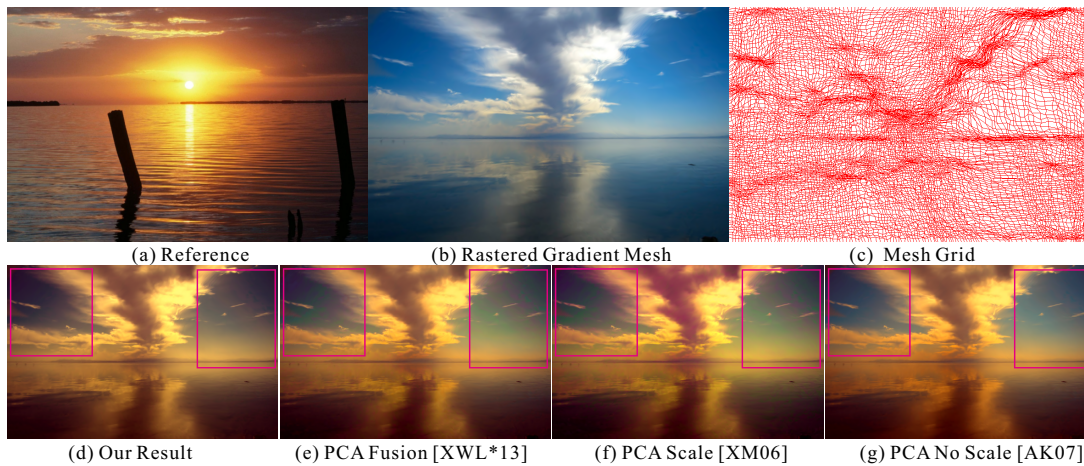 (a) Reference
(b) Rastered Gradient Mesh
(c) Mesh Grid
(d) Our Result
(e) PCA Fusion [XWL*13]
(f) PCA Scale [XM06]
(g) PCA No Scale [AK07]